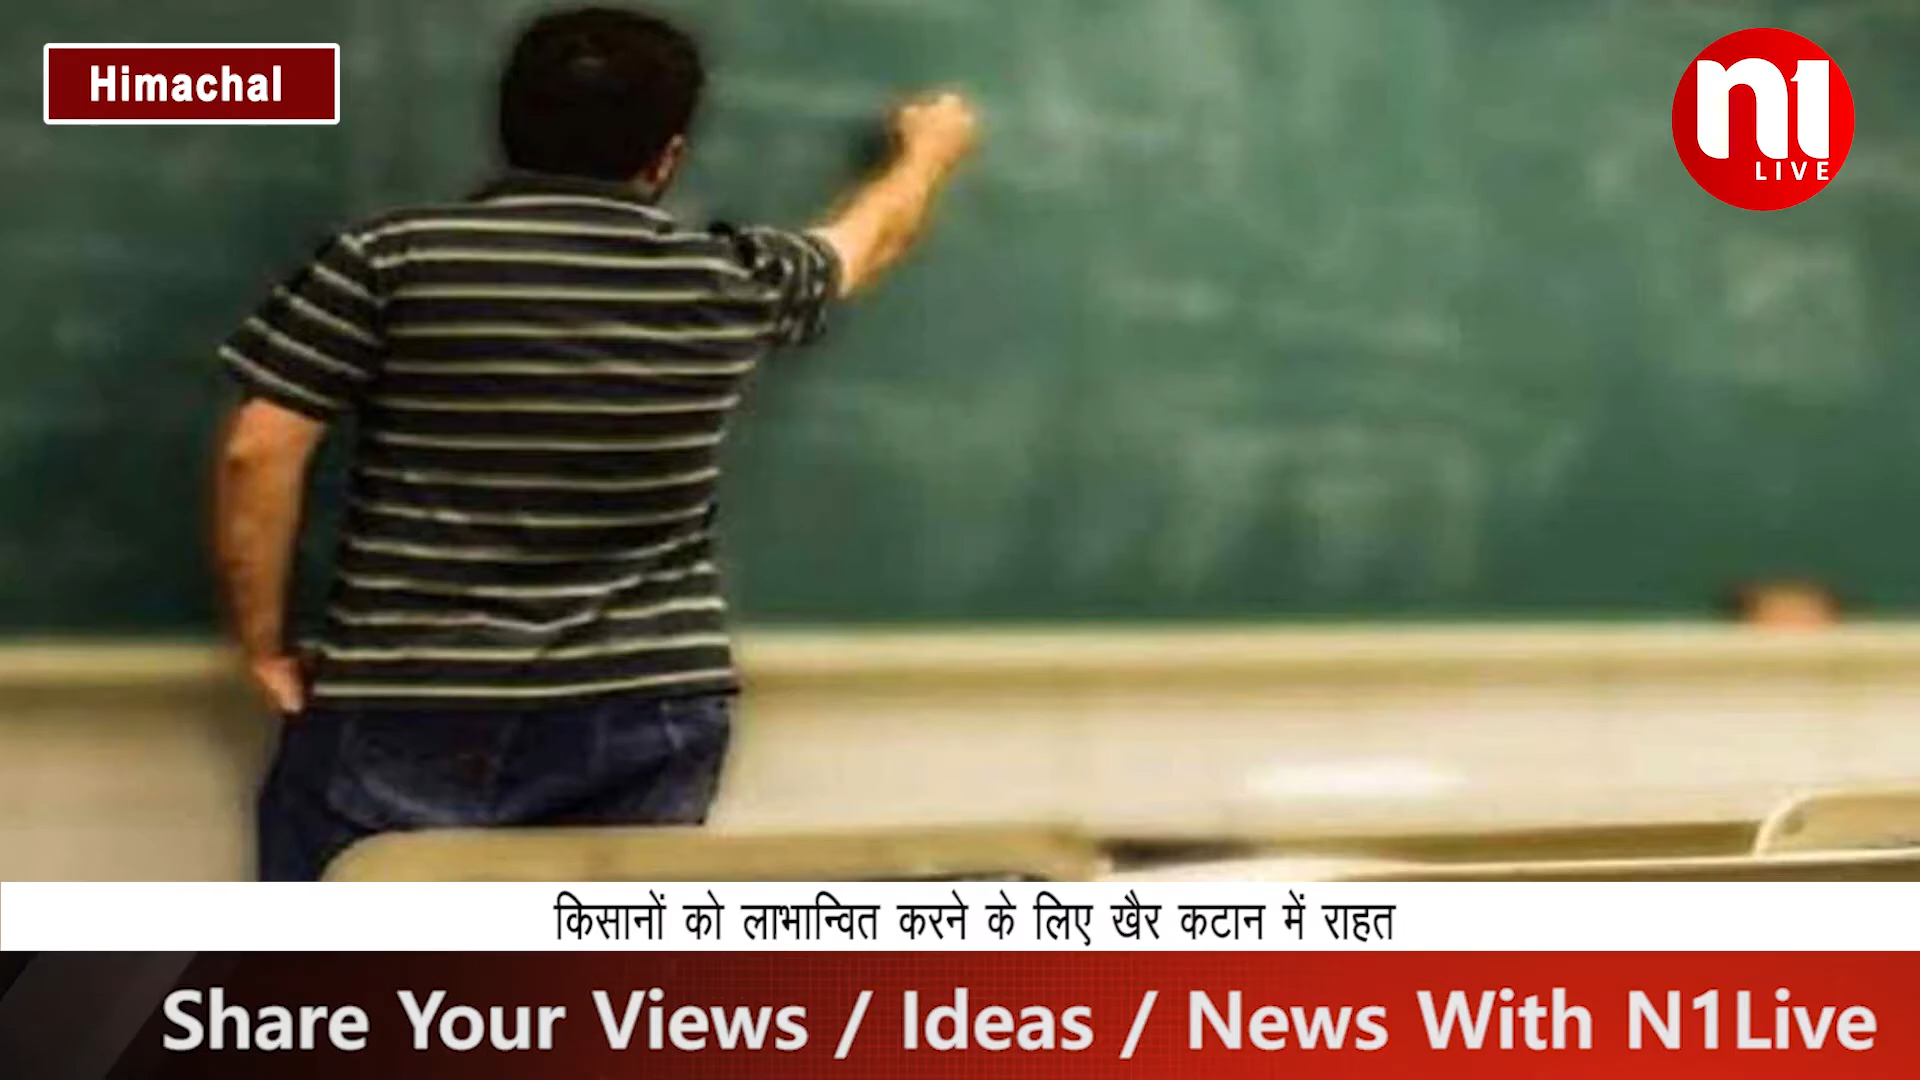 Himachal
n1
LIVE
किसानों को लाभान्वित करने के लिए खैर कटान में राहत
Share Your Views / Ideas / News With N1Live